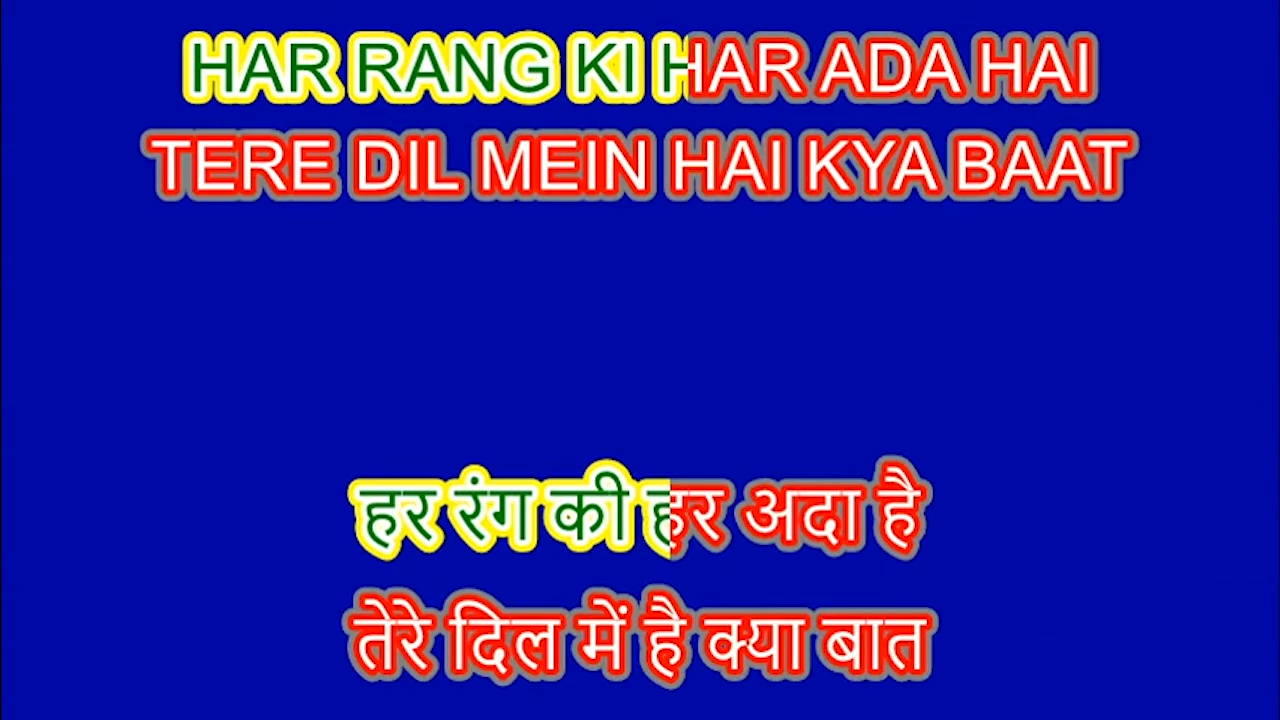 HAR RANG KI HAR ADA HAI
TERE DIL MEIN HAI KYA BAAT
हर रंग की हर अदा है
तेरे दिल में है क्या बात